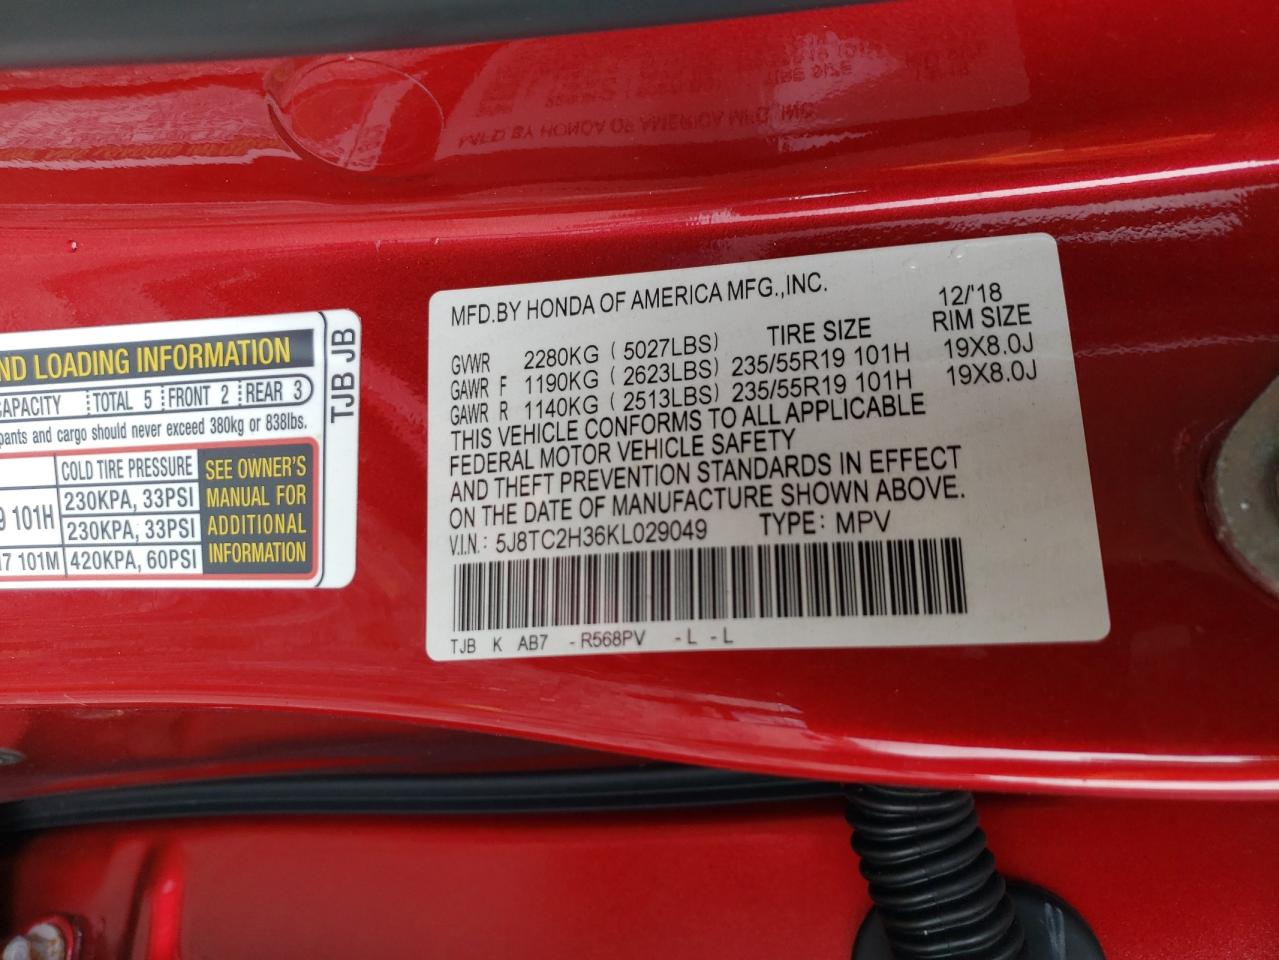 MFD.BY HONDA OF AMERICA MFG.,INC. 12/'18
TIRE SIZE RIM SIZE
GVWR 2280KG ( 5027LBS)
GAWR F 1190KG ( 2623LBS) 235/55R19 101H 19X8.0J
GAWR R 1140KG ( 2513LBS) 235/55R19 101H 19X8.0J
THIS VEHICLE CONFORMS TO ALL APPLICABLE
FEDERAL MOTOR VEHICLE SAFETY
AND THEFT PREVENTION STANDARDS IN EFFECT
ON THE DATE OF MANUFACTURE SHOWN ABOVE.
V.I.N.: 5J8TC2H36KL029049 TYPE: MPV
TJB K AB7 -R568PV -L -L
ND LOADING INFORMATION
CAPACITY TOTAL 5 FRONT 2 REAR 3
pants and cargo should never exceed 380kg or 838lbs.
COLD TIRE PRESSURE
9 101H 230KPA, 33PSI
230KPA, 33PSI
7 101M 420KPA, 60PSI
SEE OWNER'S
MANUAL FOR
ADDITIONAL
INFORMATION
TJB JB